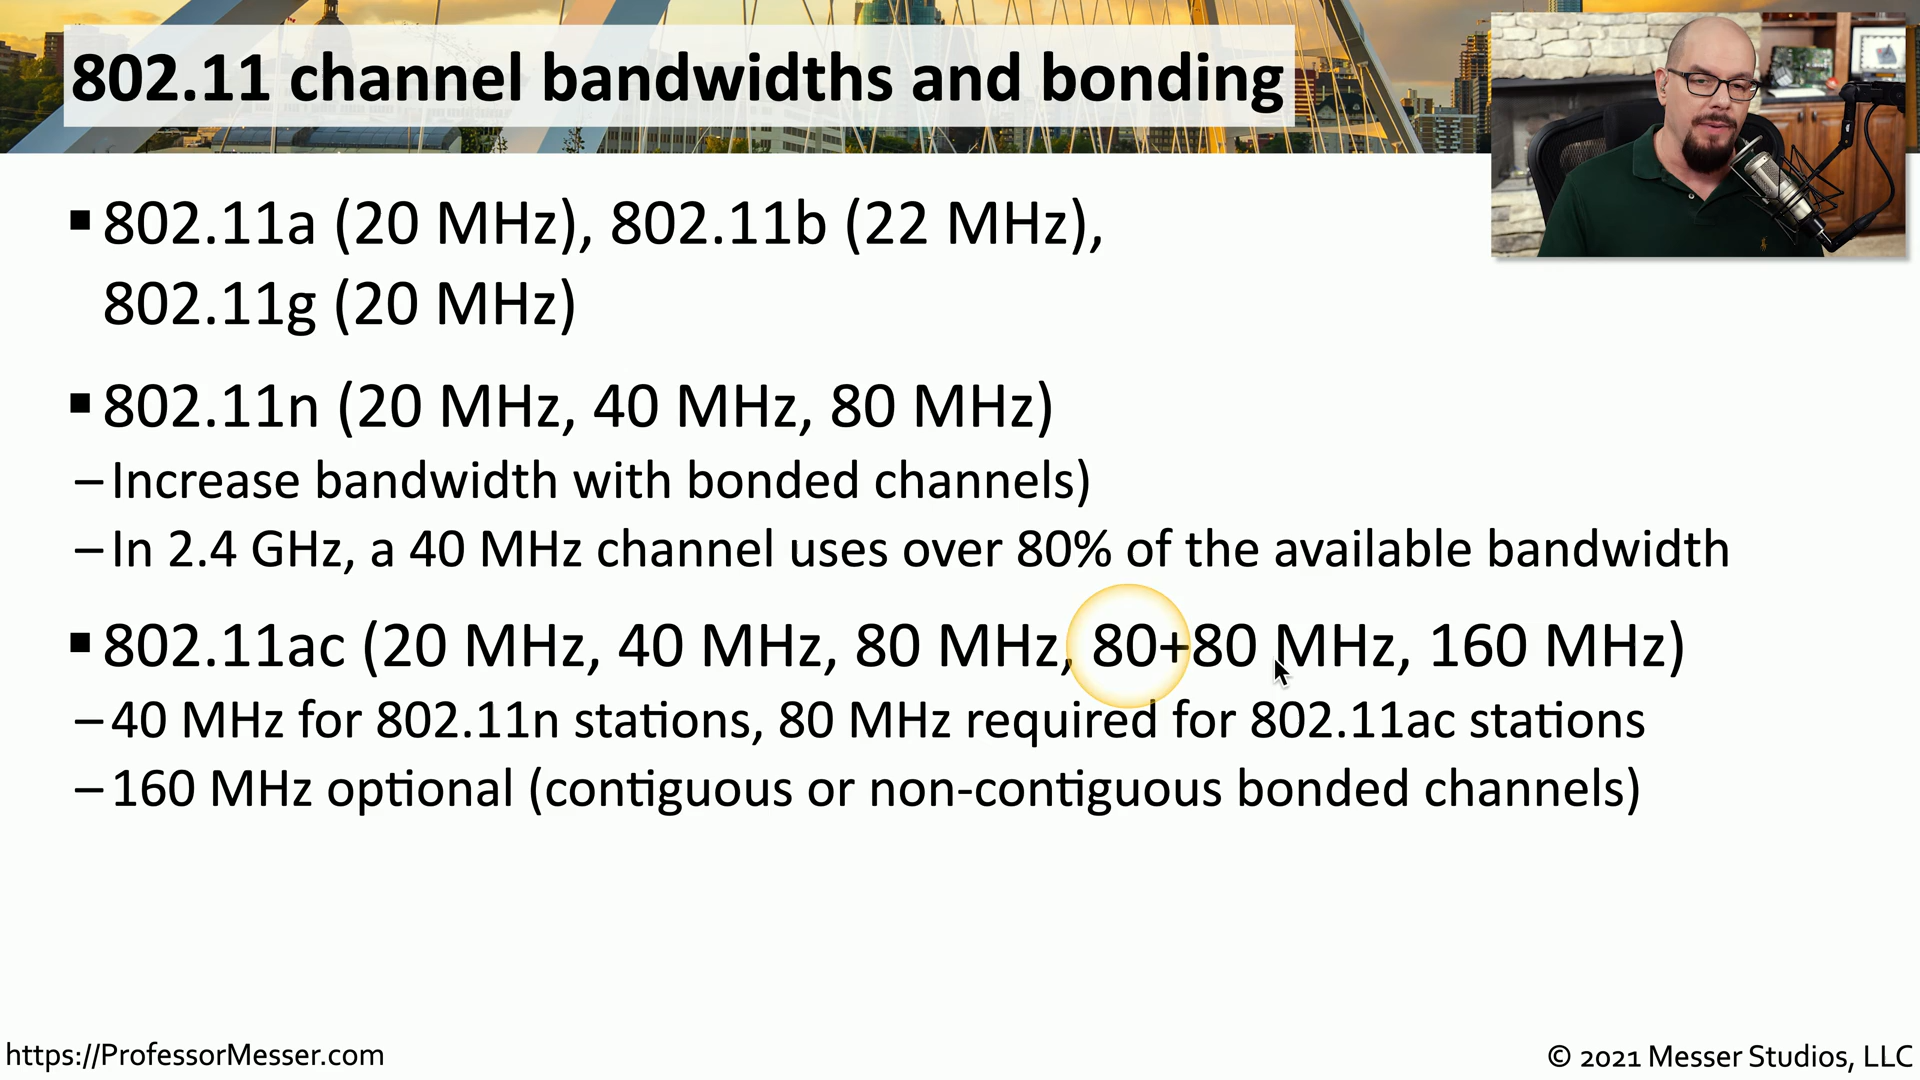 802.11 channel bandwidths and bonding
▪ 802.11a (20 MHz), 802.11b (22 MHz),
802.11g (20 MHz)
▪ 802.11n (20 MHz, 40 MHz, 80 MHz)
– Increase bandwidth with bonded channels)
– In 2.4 GHz, a 40 MHz channel uses over 80% of the available bandwidth
▪ 802.11ac (20 MHz, 40 MHz, 80 MHz, 80+80 MHz, 160 MHz)
– 40 MHz for 802.11n stations, 80 MHz required for 802.11ac stations
– 160 MHz optional (contiguous or non-contiguous bonded channels)
https://ProfessorMesser.com
© 2021 Messer Studios, LLC